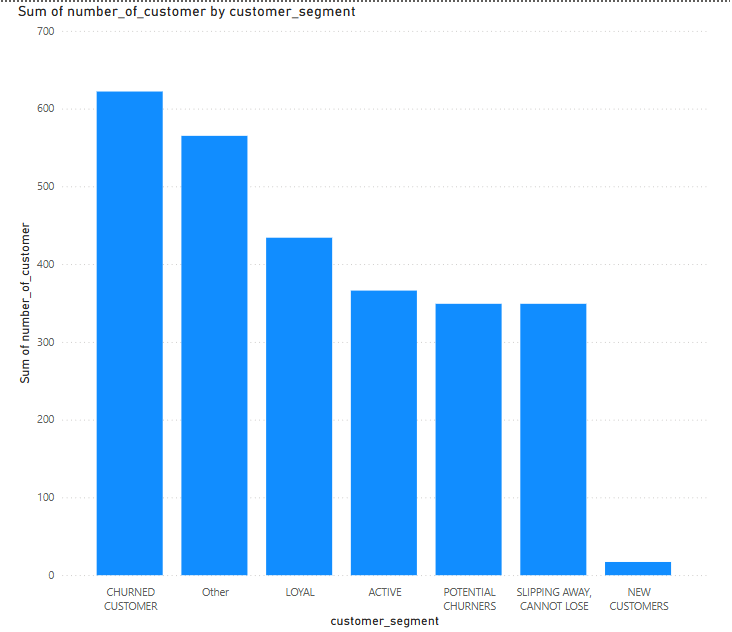 Sum of number_of_customer by customer_segment
700
600
500
400
300
200
100
0
Sum of number_of_customer
CHURNED
CUSTOMER
Other
LOYAL
ACTIVE
POTENTIAL
CHURNERS
SLIPPING AWAY,
CANNOT LOSE
NEW
CUSTOMERS
customer_segment